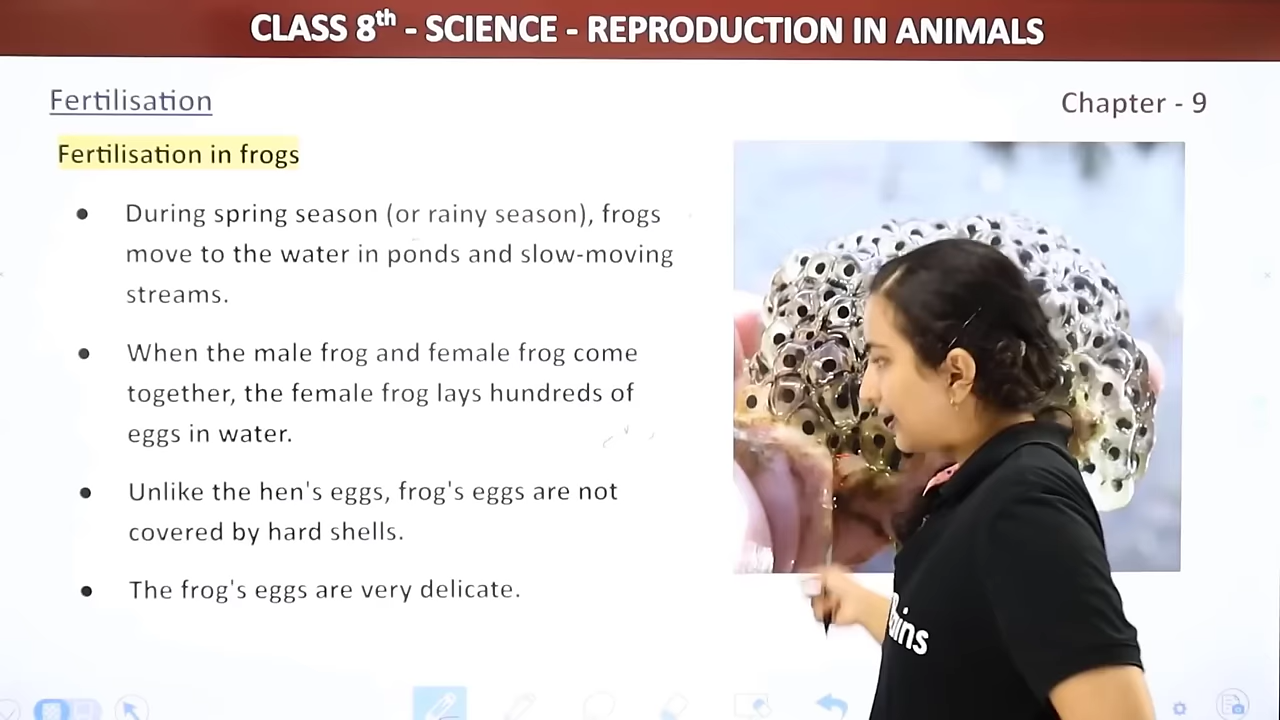 CLASS 8th - SCIENCE - REPRODUCTION IN ANIMALS
Fertilisation
Chapter - 9
Fertilisation in frogs
● During spring season (or rainy season), frogs
move to the water in ponds and slow-moving
streams.
● When the male frog and female frog come
together, the female frog lays hundreds of
eggs in water.
● Unlike the hen's eggs, frog's eggs are not
covered by hard shells.
● The frog's eggs are very delicate.